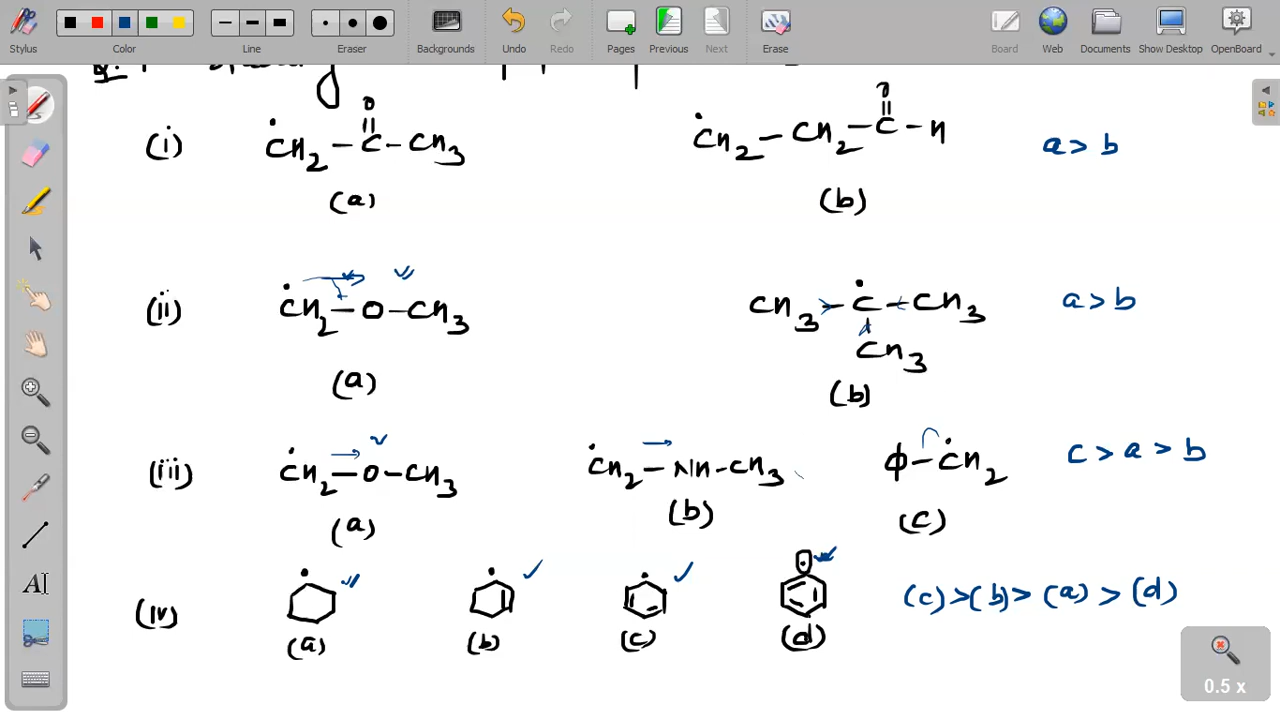 Stylus Color Line Eraser Backgrounds Undo Redo Pages Previous Next Erase Board Web Documents Show Desktop OpenBoard
(i) ĊH₂ – C(=O) – CH₃ ĊH₂ – CH₂ – C(=O) – H a > b
(a) (b)
(ii) ĊH₂ – O – CH₃ CH₃ – Ċ – CH₃ a > b
CH₃
(a) (b)
(iii) ĊH₂ – O – CH₃ ĊH₂ – NH – CH₃ ϕ – ĊH₂ c > a > b
(a) (b) (c)
(iv) (c) > (b) > (a) > (d)
(a) (b) (c) (d)
0.5 x